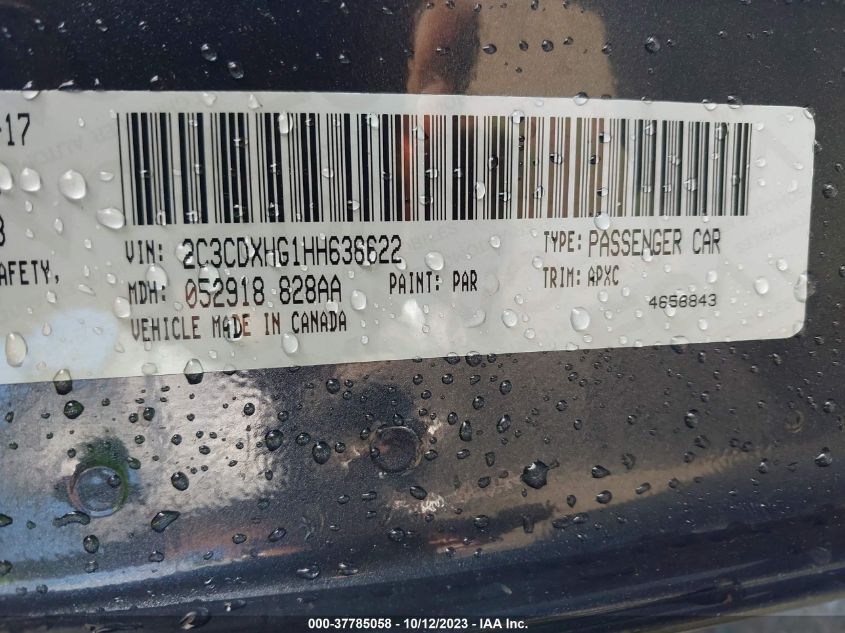 -17
8
AFETY,
VIN: 2C3CDXHG1HH636622
TYPE: PASSENGER CAR
MDH: 052918 828AA
PAINT: PAR
TRIM: APXC
VEHICLE MADE IN CANADA
4656843
000-37785058 - 10/12/2023 - IAA Inc.